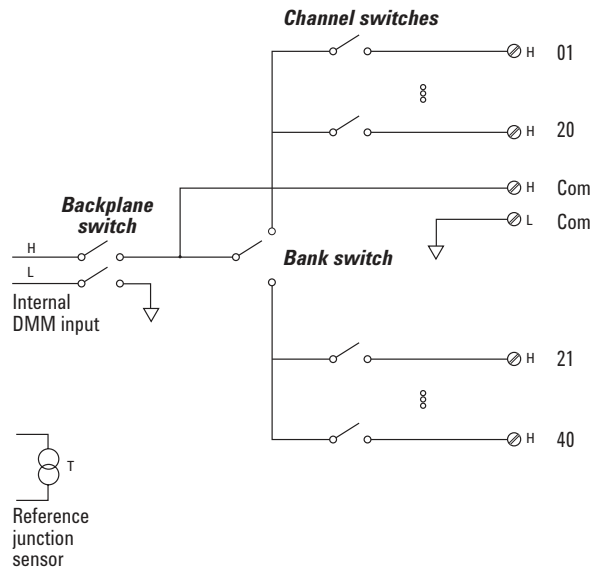 Channel switches
H 01
H 20
H Com
L Com
Backplane
switch
Bank switch
H
L
Internal
DMM input
H 21
H 40
T
Reference
junction
sensor